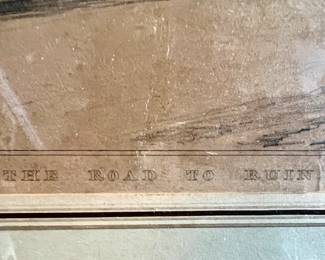 THE ROAD TO RUIN.